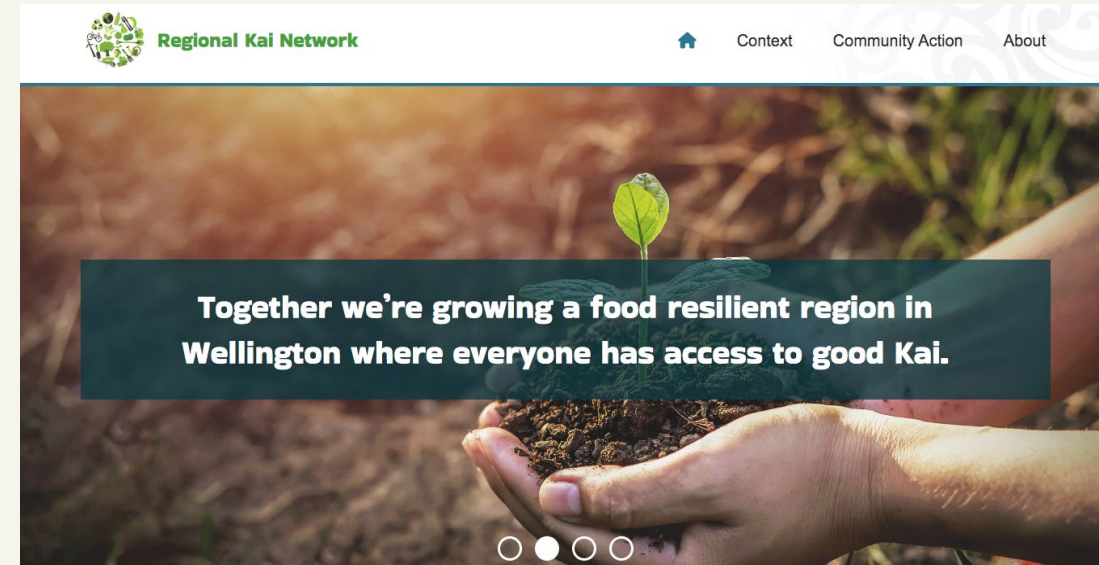 Regional Kai Network
Context Community Action About
Together we’re growing a food resilient region in
Wellington where everyone has access to good Kai.